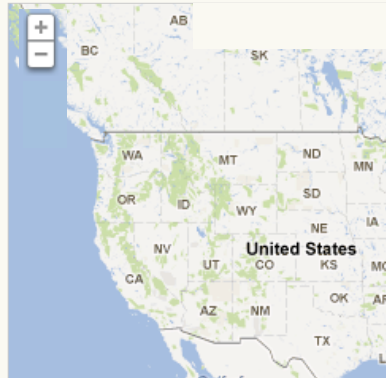 +
AB
BC
SK
−
WA
MT
ND
MN
OR
ID
SD
WY
IA
NE
NV
United States
UT
CO
KS
CA
OK
AZ
NM
TX